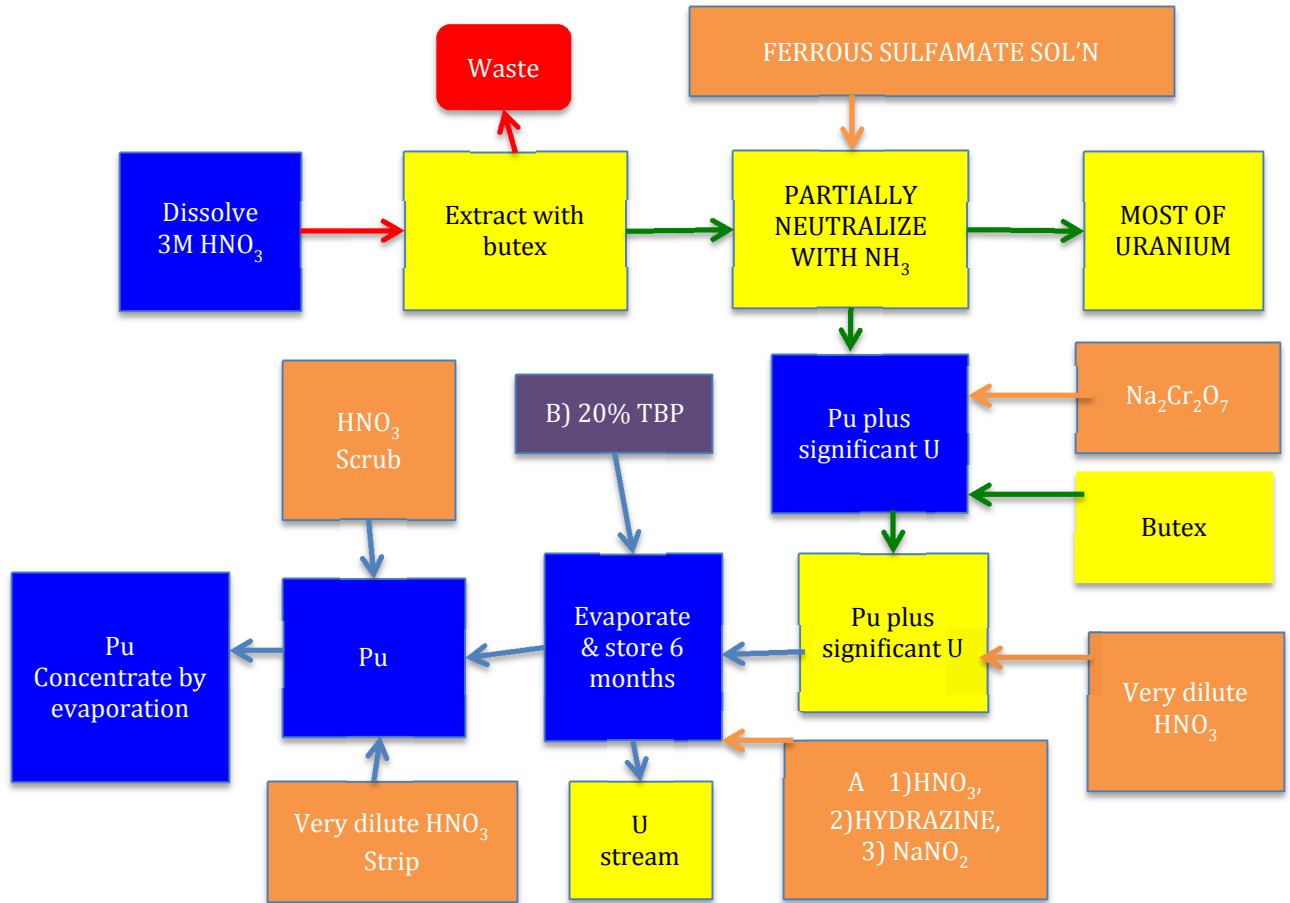 Waste
FERROUS SULFAMATE SOL’N
Dissolve
3M HNO₃
Extract with
butex
PARTIALLY
NEUTRALIZE
WITH NH₃
MOST OF
URANIUM
HNO₃
Scrub
B) 20% TBP
Pu plus
significant U
Na₂Cr₂O₇
Butex
Pu
Concentrate by
evaporation
Pu
Evaporate
& store 6
months
Pu plus
significant U
Very dilute
HNO₃
Very dilute HNO₃
Strip
U
stream
A 1)HNO₃,
2)HYDRAZINE,
3) NaNO₂